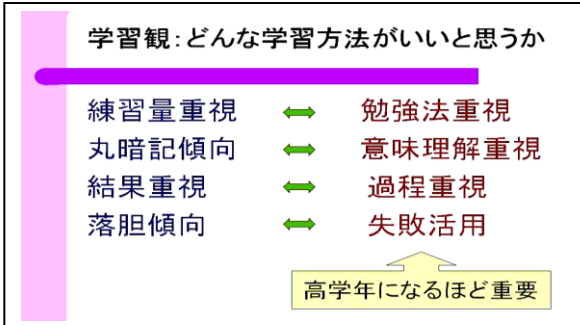 学習観：どんな学習方法がいいと思うか
練習量重視 ⇔ 勉強法重視
丸暗記傾向 ⇔ 意味理解重視
結果重視 ⇔ 過程重視
落胆傾向 ⇔ 失敗活用
高学年になるほど重要